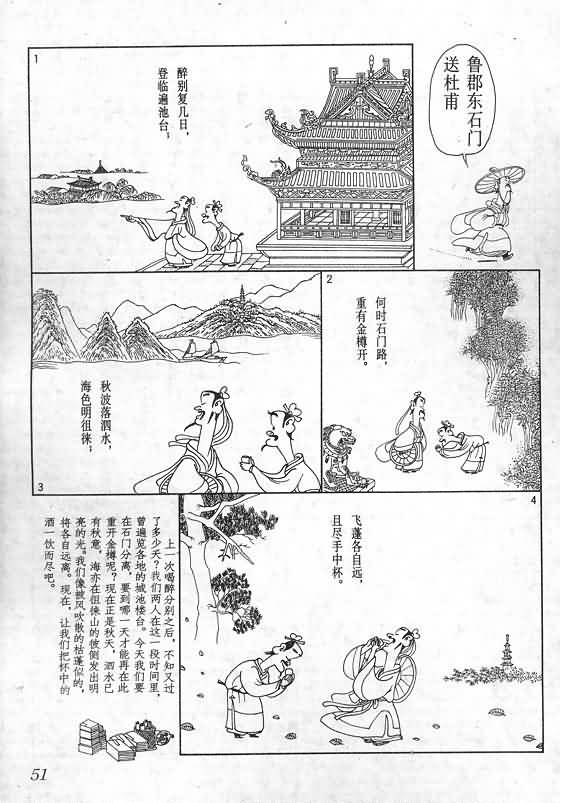 鲁郡东石门
送杜甫
1
醉别复几日，
登临遍池台；
2
何时石门路，
重有金樽开。
3
秋波落泗水，
海色明徂徕；
4
飞蓬各自远，
且尽手中杯。
上一次喝醉分别之后，不知又过
了多少天？我们两人在这一段时间里，
曾遍览各地的城池楼台。今天我们要
在石门分离，要到哪一天才能再在此
重开金樽呢？现在正是秋天，泗水已
有秋意，海亦在徂徕山的彼侧发出明
亮的光。我们像被风吹散的枯蓬似的，
将各自远离。现在，让我们把怀中的
酒一饮而尽吧。
51